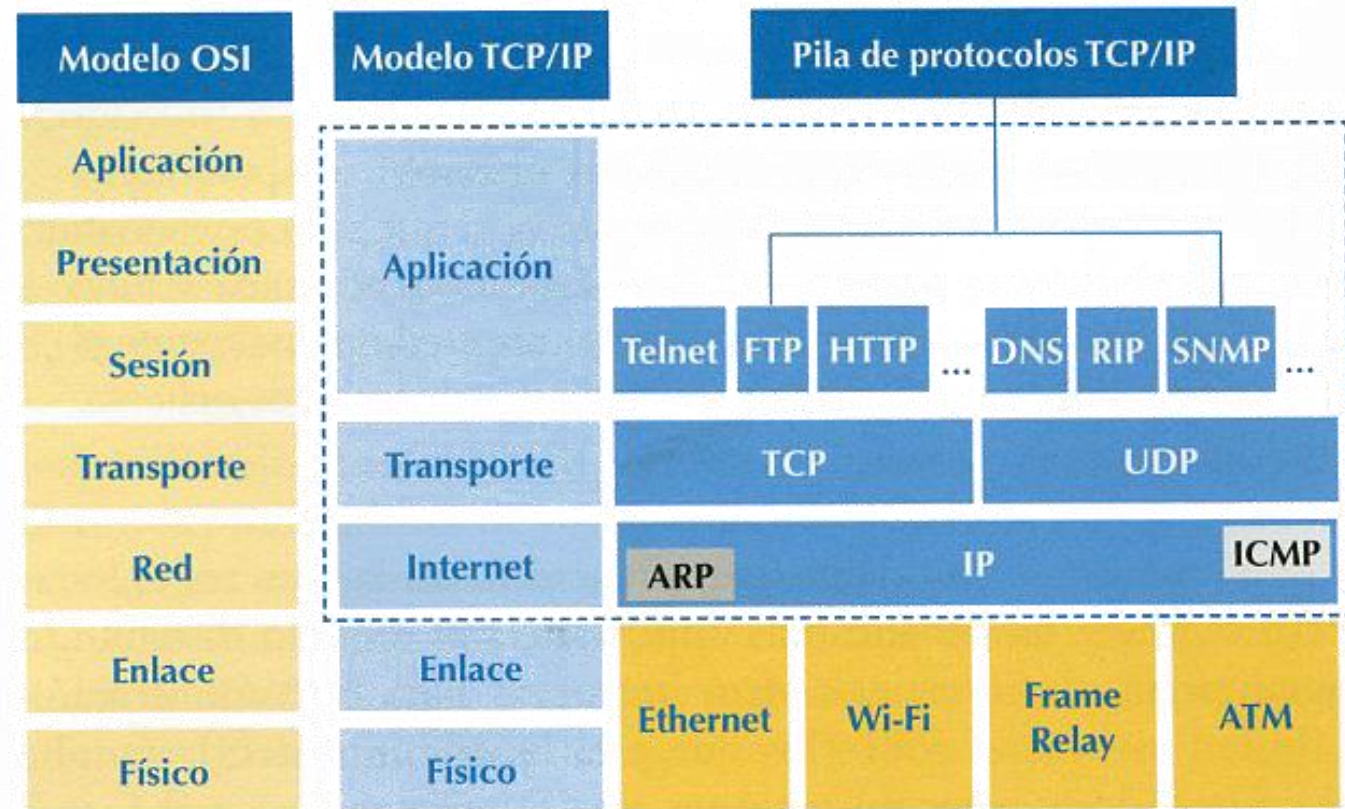 Modelo OSI
Modelo TCP/IP
Pila de protocolos TCP/IP
Aplicación
Presentación
Sesión
Transporte
Red
Enlace
Físico
Aplicación
Transporte
Internet
Enlace
Físico
Telnet FTP HTTP ... DNS RIP SNMP ...
TCP UDP
ARP IP ICMP
Ethernet Wi-Fi Frame Relay ATM